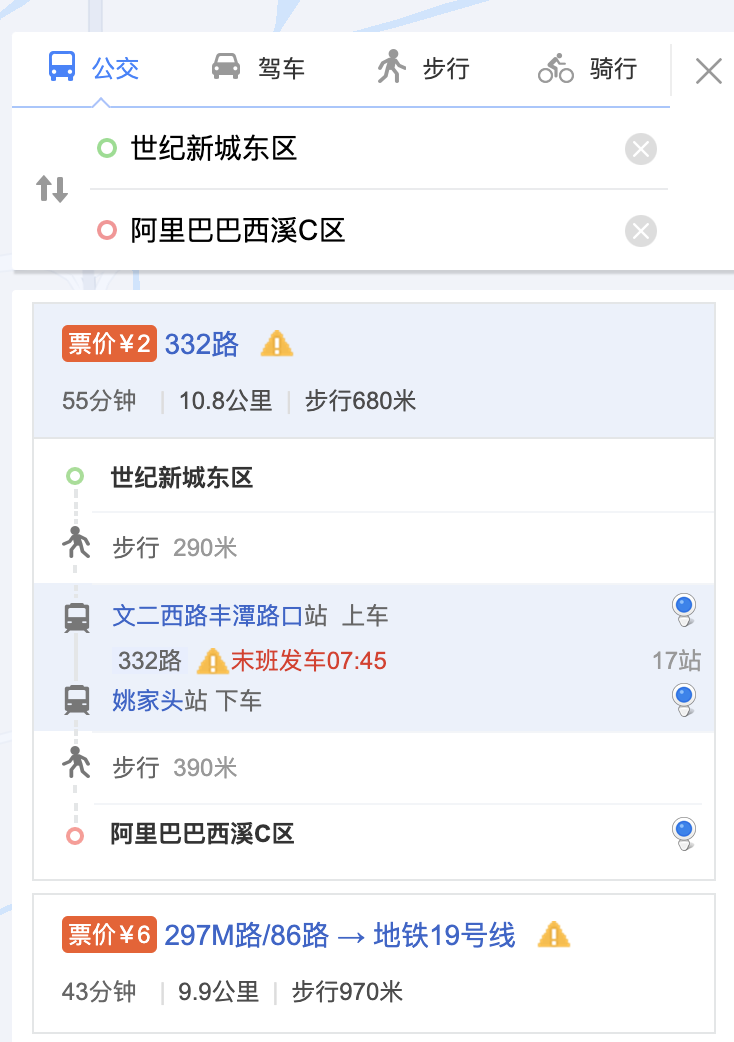 公交 驾车 步行 骑行
世纪新城东区
阿里巴巴西溪C区
票价¥2 332路
55分钟 | 10.8公里 | 步行680米
世纪新城东区
步行 290米
文二西路丰潭路口站 上车
332路 末班发车07:45 17站
姚家头站 下车
步行 390米
阿里巴巴西溪C区
票价¥6 297M路/86路 → 地铁19号线
43分钟 | 9.9公里 | 步行970米